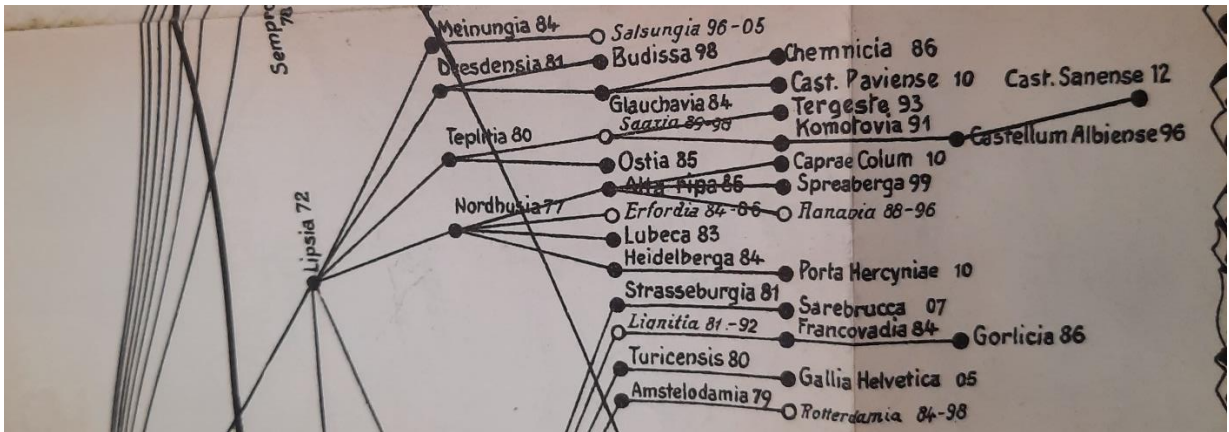 Sempro
78
Meinungia 84
Salsungia 96-05
Dresdensia 81
Budissa 98
Chemnicia 86
Glauchavia 84
Cast. Paviense 10
Cast. Sanense 12
Teplitia 80
Saaria 89-98
Tergeste 93
Komotovia 91
Castellum Albiense 96
Ostia 85
Alta ripa 86
Caprae Colum 10
Spreaberga 99
Nordhusia 77
Erfordia 84-86
Hanavia 88-96
Lubeca 83
Heidelberga 84
Porta Hercyniae 10
Lipsia 72
Strasseburgia 81
Sarebrucca 07
Lignitia 81.-92
Francovadia 84
Gorlicia 86
Turicensis 80
Gallia Helvetica 05
Amstelodamia 79
Rotterdamia 84-98